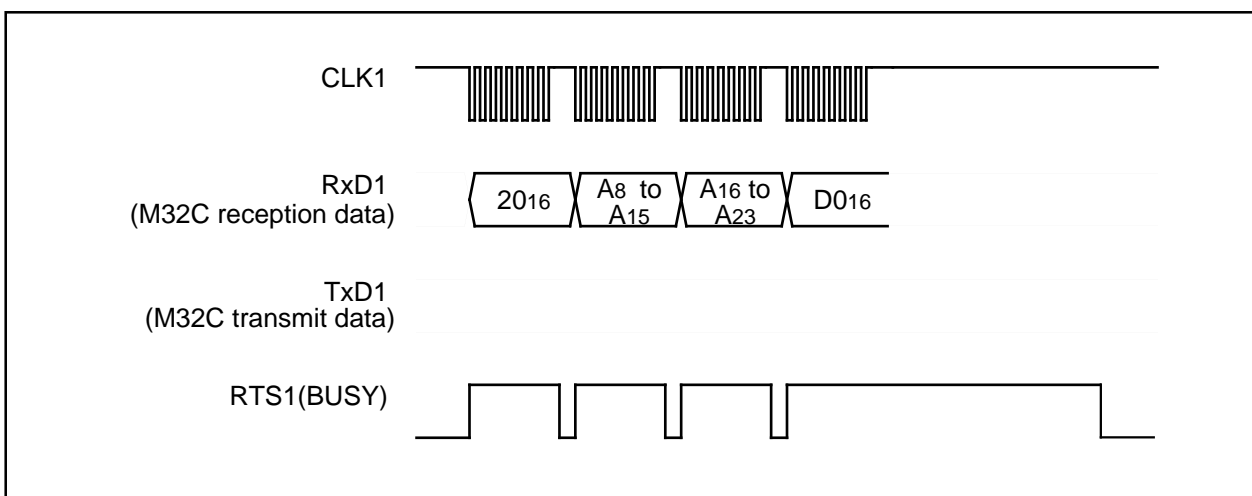 CLK1
RxD1
(M32C reception data)
2016
A8 to
A15
A16 to
A23
D016
TxD1
(M32C transmit data)
RTS1(BUSY)